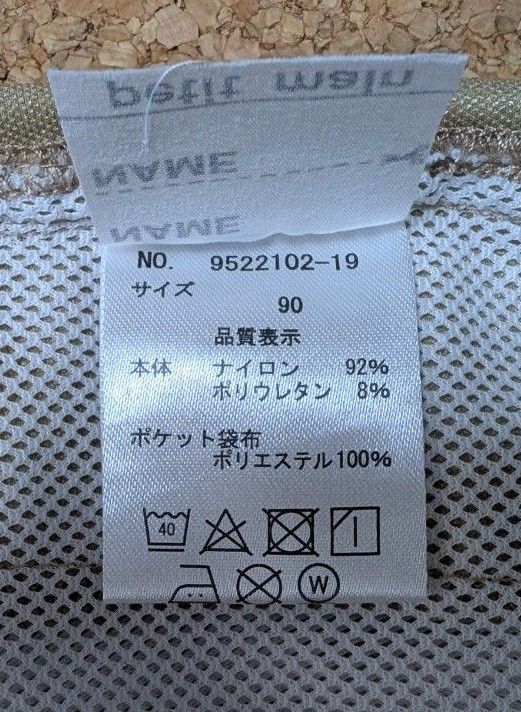 petit main
NAME
NAME
NO. 9522102-19
サイズ
90
品質表示
本体 ナイロン 92%
ポリウレタン 8%
ポケット袋布
ポリエステル100%
40
W